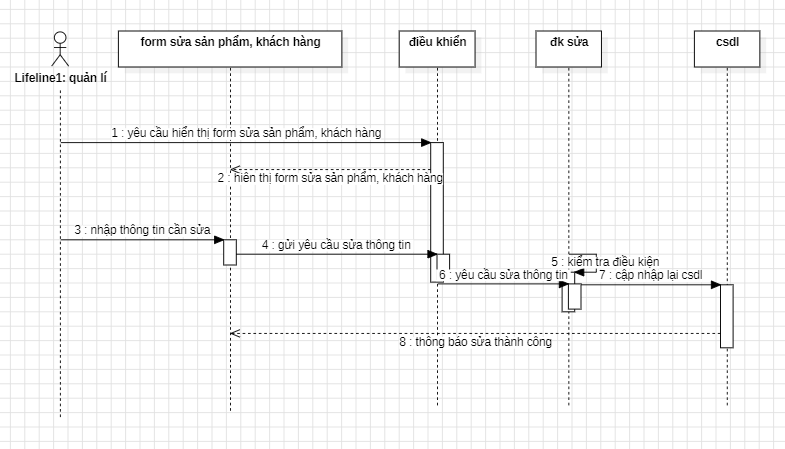 form sửa sản phẩm, khách hàng
điều khiển
đk sửa
csdl
Lifeline1: quản lí
1 : yêu cầu hiển thị form sửa sản phẩm, khách hàng
2 : hiển thị form sửa sản phẩm, khách hàng
3 : nhập thông tin cần sửa
4 : gửi yêu cầu sửa thông tin
5 : kiểm tra điều kiện
6 : yêu cầu sửa thông tin
7 : cập nhập lại csdl
8 : thông báo sửa thành công